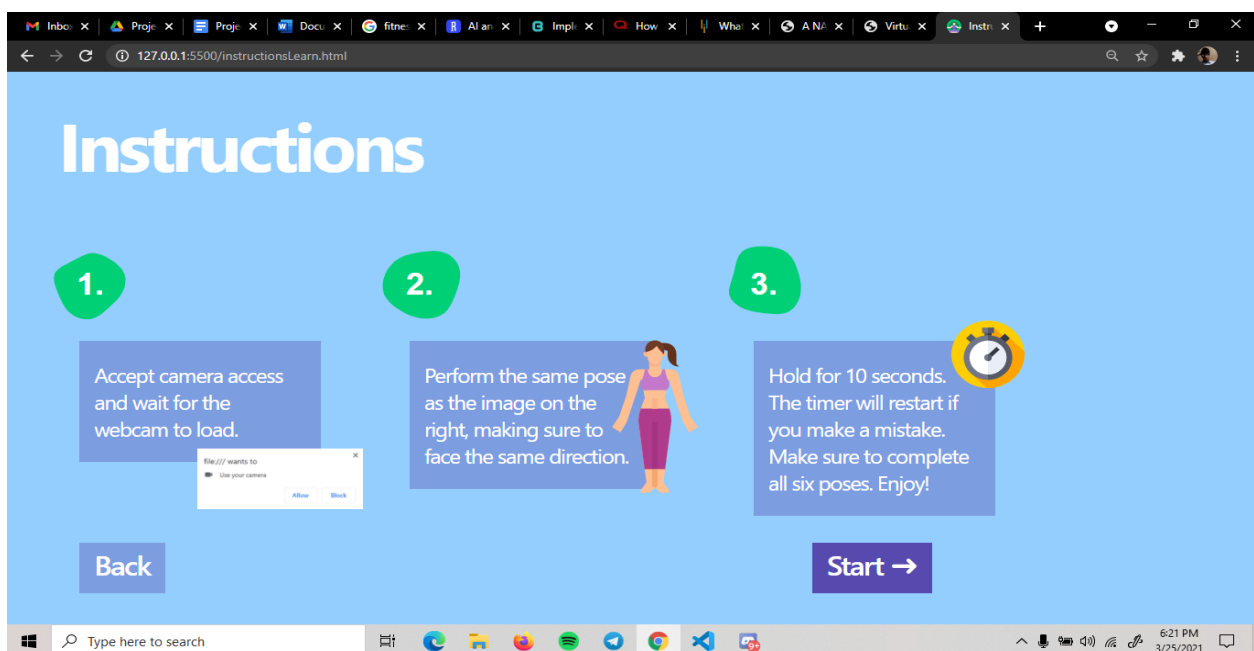 Inbo
Proje
Proje
Docu
fitnes
AI an
Imple
How
What
A NA
Virtu
Instru
127.0.0.1:5500/instructionsLearn.html
Instructions
1.
2.
3.
Accept camera access
and wait for the
webcam to load.
file:/// wants to
Use your camera
Allow Block
Perform the same pose
as the image on the
right, making sure to
face the same direction.
Hold for 10 seconds.
The timer will restart if
you make a mistake.
Make sure to complete
all six poses. Enjoy!
Back
Start →
Type here to search
9+
6:21 PM
3/25/2021